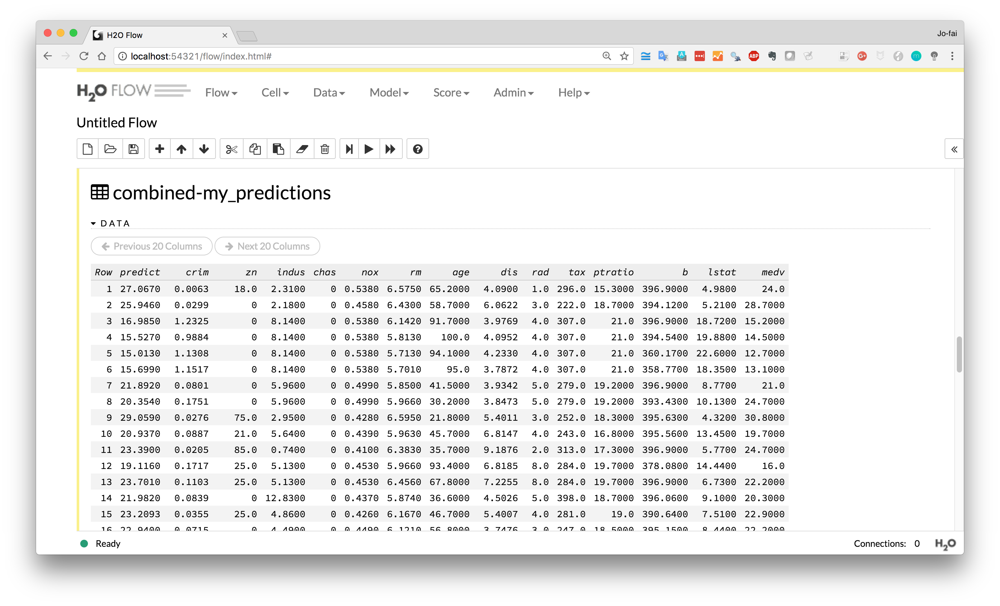 H2O Flow
Jo-fai
localhost:54321/flow/index.html#
H2O FLOW Flow Cell Data Model Score Admin Help
Untitled Flow
combined-my_predictions
DATA
Previous 20 Columns Next 20 Columns
Row predict crim zn indus chas nox rm age dis rad tax ptratio b lstat medv
1 27.0670 0.0063 18.0 2.3100 0 0.5380 6.5750 65.2000 4.0900 1.0 296.0 15.3000 396.9000 4.9800 24.0
2 25.9460 0.0299 0 2.1800 0 0.4580 6.4300 58.7000 6.0622 3.0 222.0 18.7000 394.1200 5.2100 28.7000
3 16.9850 1.2325 0 8.1400 0 0.5380 6.1420 91.7000 3.9769 4.0 307.0 21.0 396.9000 18.7200 15.2000
4 15.5270 0.9884 0 8.1400 0 0.5380 5.8130 100.0 4.0952 4.0 307.0 21.0 394.5400 19.8800 14.5000
5 15.0130 1.1308 0 8.1400 0 0.5380 5.7130 94.1000 4.2330 4.0 307.0 21.0 360.1700 22.6000 12.7000
6 15.6990 1.1517 0 8.1400 0 0.5380 5.7010 95.0 3.7872 4.0 307.0 21.0 358.7700 18.3500 13.1000
7 21.8920 0.0801 0 5.9600 0 0.4990 5.8500 41.5000 3.9342 5.0 279.0 19.2000 396.9000 8.7700 21.0
8 20.3540 0.1751 0 5.9600 0 0.4990 5.9660 30.2000 3.8473 5.0 279.0 19.2000 393.4300 10.1300 24.7000
9 29.0590 0.0276 75.0 2.9500 0 0.4280 6.5950 21.8000 5.4011 3.0 252.0 18.3000 395.6300 4.3200 30.8000
10 20.9370 0.0887 21.0 5.6400 0 0.4390 5.9630 45.7000 6.8147 4.0 243.0 16.8000 395.5600 13.4500 19.7000
11 23.3900 0.0205 85.0 0.7400 0 0.4100 6.3830 35.7000 9.1876 2.0 313.0 17.3000 396.9000 5.7700 24.7000
12 19.1160 0.1717 25.0 5.1300 0 0.4530 5.9660 93.4000 6.8185 8.0 284.0 19.7000 378.0800 14.4400 16.0
13 23.7010 0.1103 25.0 5.1300 0 0.4530 6.4560 67.8000 7.2255 8.0 284.0 19.7000 396.9000 6.7300 22.2000
14 21.9820 0.0839 0 12.8300 0 0.4370 5.8740 36.6000 4.5026 5.0 398.0 18.7000 396.0600 9.1000 20.3000
15 23.2093 0.0355 25.0 4.8600 0 0.4260 6.1670 46.7000 5.4007 4.0 281.0 19.0 390.6400 7.5100 22.9000
16 22.9400 0.0715 0 4.4900 0 0.4490 6.1210 56.8000 3.7476 3.0 247.0 18.5000 395.1500 8.4400 22.2000
Ready
Connections: 0 H2O